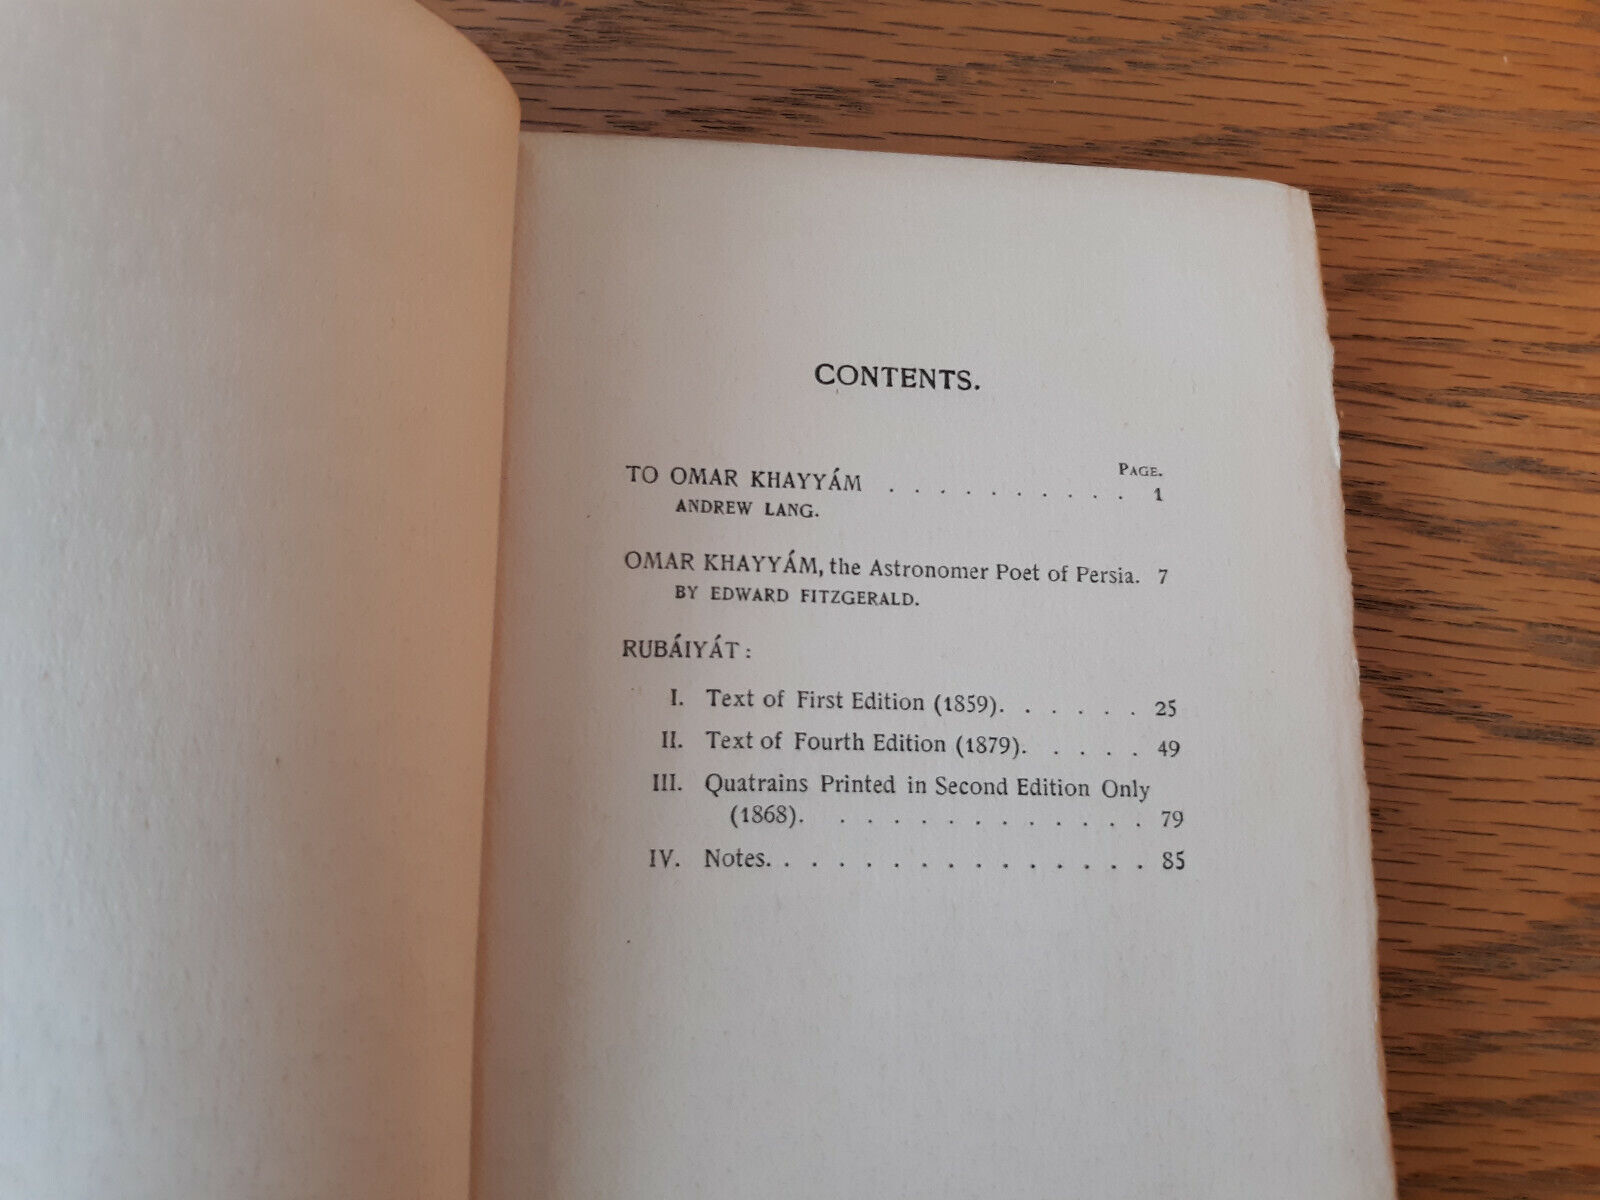 CONTENTS.
PAGE.
TO OMAR KHAYYÁM . . . . . . . . . . 1
ANDREW LANG.
OMAR KHAYYÁM, the Astronomer Poet of Persia. 7
BY EDWARD FITZGERALD.
RUBÁIYÁT:
I. Text of First Edition (1859). . . . . . 25
II. Text of Fourth Edition (1879). . . . . 49
III. Quatrains Printed in Second Edition Only
(1868). . . . . . . . . . . . . 79
IV. Notes. . . . . . . . . . . . . . . 85